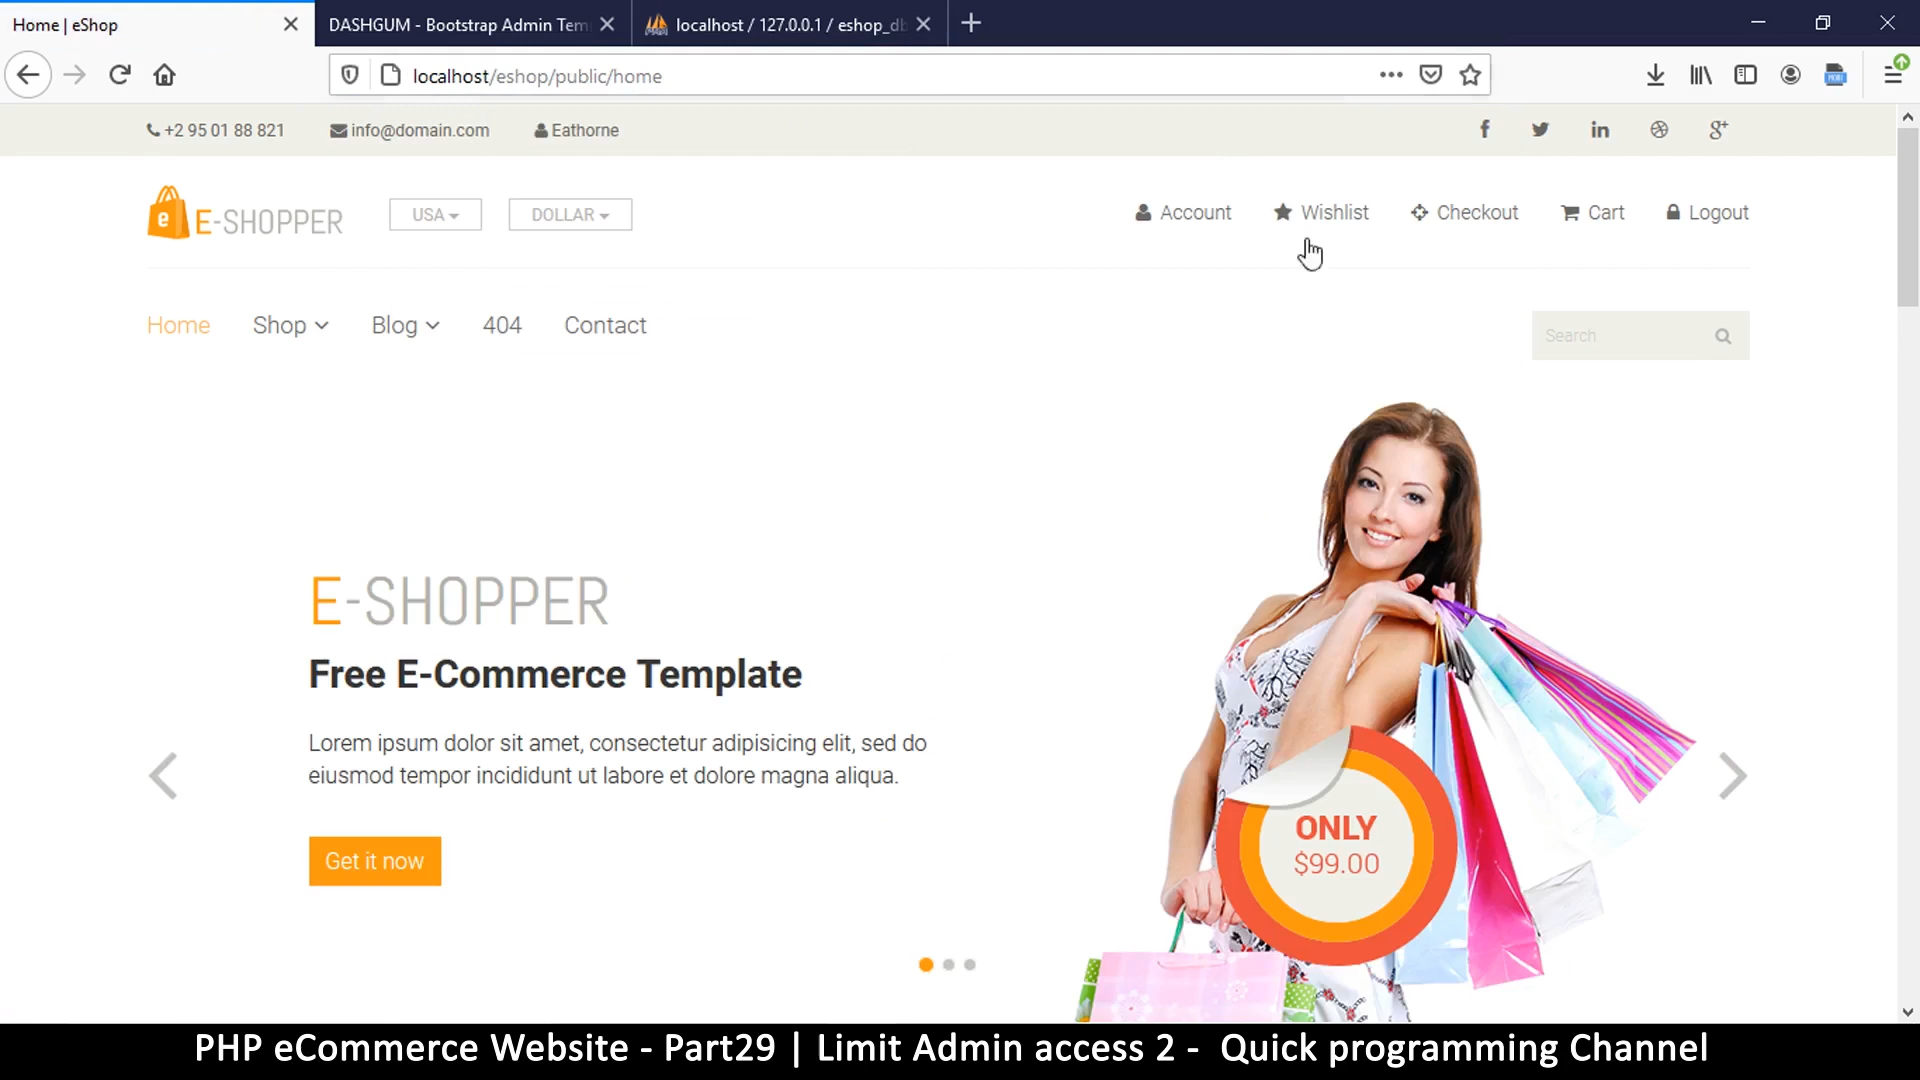 Home | eShop
DASHGUM - Bootstrap Admin Tem
localhost / 127.0.0.1 / eshop_db
localhost/eshop/public/home
+2 95 01 88 821
info@domain.com
Eathorne
E-SHOPPER
USA
DOLLAR
Account
Wishlist
Checkout
Cart
Logout
Home
Shop
Blog
404
Contact
Search
E-SHOPPER
Free E-Commerce Template
Lorem ipsum dolor sit amet, consectetur adipisicing elit, sed do
eiusmod tempor incididunt ut labore et dolore magna aliqua.
Get it now
ONLY
$99.00
PHP eCommerce Website - Part29 | Limit Admin access 2 - Quick programming Channel